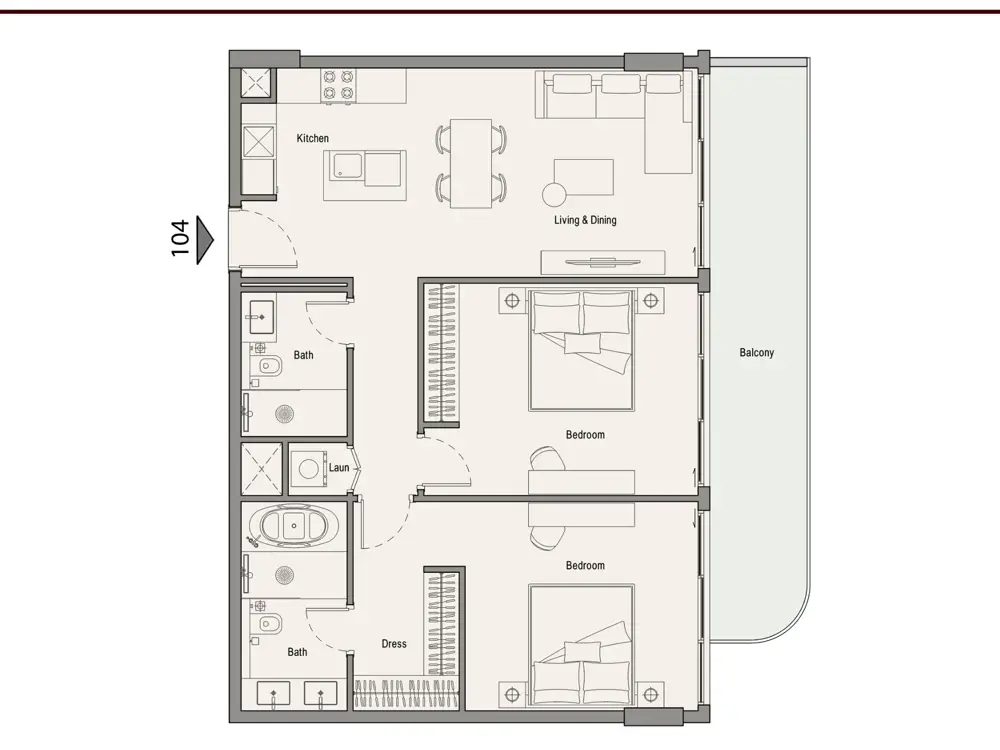 Kitchen
Living & Dining
104
Bath
Balcony
Bedroom
Laun
Bedroom
Dress
Bath